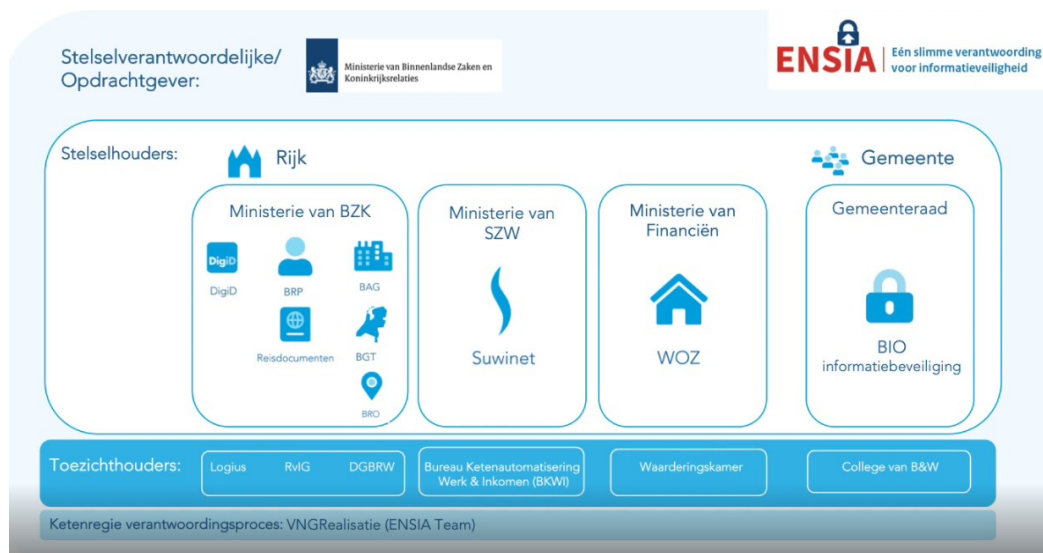 Stelselverantwoordelijke/
Opdrachtgever:
Ministerie van Binnenlandse Zaken en
Koninkrijksrelaties
ENSIA
Eén slimme verantwoording
voor informatieveiligheid
Stelselhouders:
Rijk
Gemeente
Ministerie van BZK
DigiD
DigiD
BRP
BAG
Reisdocumenten
BGT
BRO
Ministerie van
SZW
Suwinet
Ministerie van
Financiën
WOZ
Gemeenteraad
BIO
informatiebeveiliging
Toezichthouders:
Logius
RvIG
DGBRW
Bureau Ketenautomatisering
Werk & Inkomen (BKWI)
Waarderingskamer
College van B&W
Ketenregie verantwoordingsproces: VNGRealisatie (ENSIA Team)